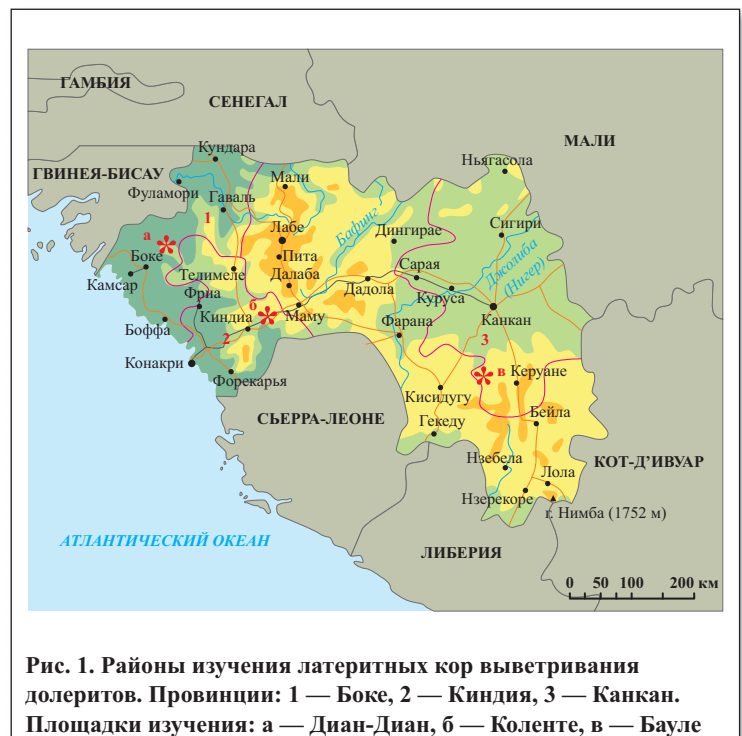 ГАМБИЯ
СЕНЕГАЛ
МАЛИ
ГВИНЕЯ-БИСАУ
Кундара
Ньягасола
Фуламори
Мали
Гаваль
1
Бафинг
Дингирае
Сигири
а
Лабе
Боке
Пита
Сарая
Джолиба
(Нигер)
Камсар
Телимеле
Далаба
Фриа
Дадола
Куруса
б
Боффа
Киндиа
Маму
Фарана
Канкан
2
3
Конакри
Форекарья
в
Керуане
Кисидугу
СЬЕРРА-ЛЕОНЕ
Гекеду
Бейла
Нзебела
КОТ-Д’ИВУАР
Лола
Нзерекоре
г. Нимба (1752 м)
АТЛАНТИЧЕСКИЙ ОКЕАН
ЛИБЕРИЯ
0 50 100 200 км
Рис. 1. Районы изучения латеритных кор выветривания
долеритов. Провинции: 1 — Боке, 2 — Киндия, 3 — Канкан.
Площадки изучения: а — Диан-Диан, б — Коленте, в — Бауле